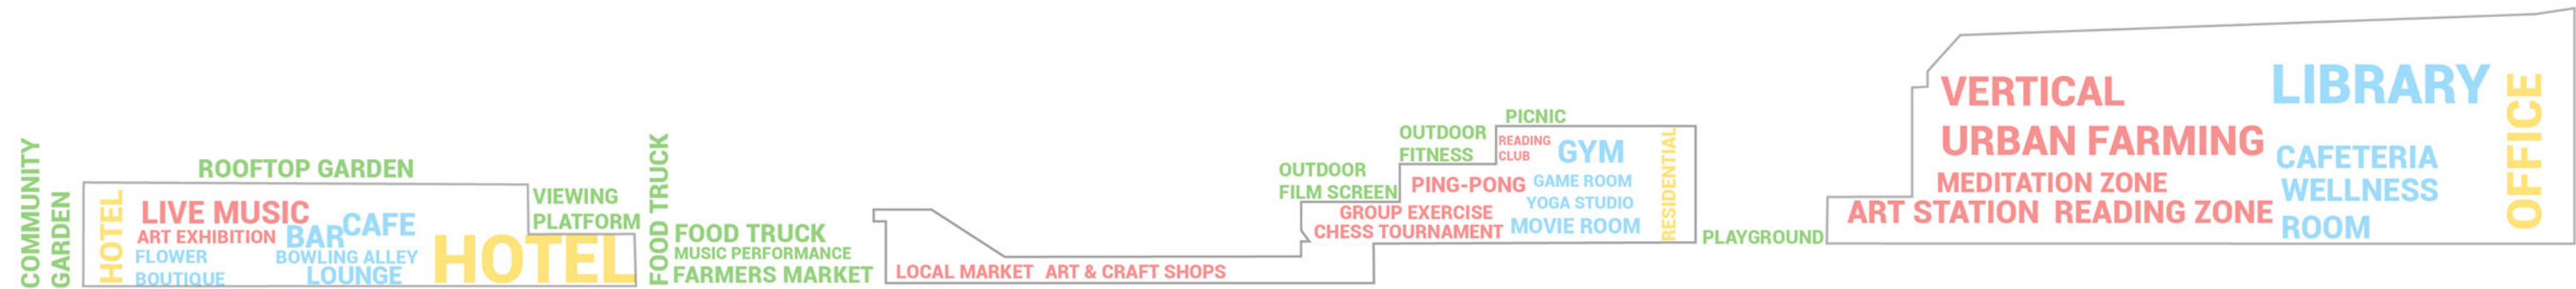 COMMUNITY
GARDEN
ROOFTOP GARDEN
HOTEL
LIVE MUSIC
ART EXHIBITION
FLOWER
BOUTIQUE
BAR
CAFE
BOWLING ALLEY
LOUNGE
HOTEL
VIEWING
PLATFORM
FOOD TRUCK
FOOD TRUCK
MUSIC PERFORMANCE
FARMERS MARKET
LOCAL MARKET ART & CRAFT SHOPS
OUTDOOR
FILM SCREEN
OUTDOOR
FITNESS
PICNIC
READING
CLUB
GYM
PING-PONG
GAME ROOM
YOGA STUDIO
GROUP EXERCISE
CHESS TOURNAMENT
MOVIE ROOM
RESIDENTIAL
PLAYGROUND
VERTICAL
URBAN FARMING
MEDITATION ZONE
ART STATION READING ZONE
LIBRARY
CAFETERIA
WELLNESS
ROOM
OFFICE